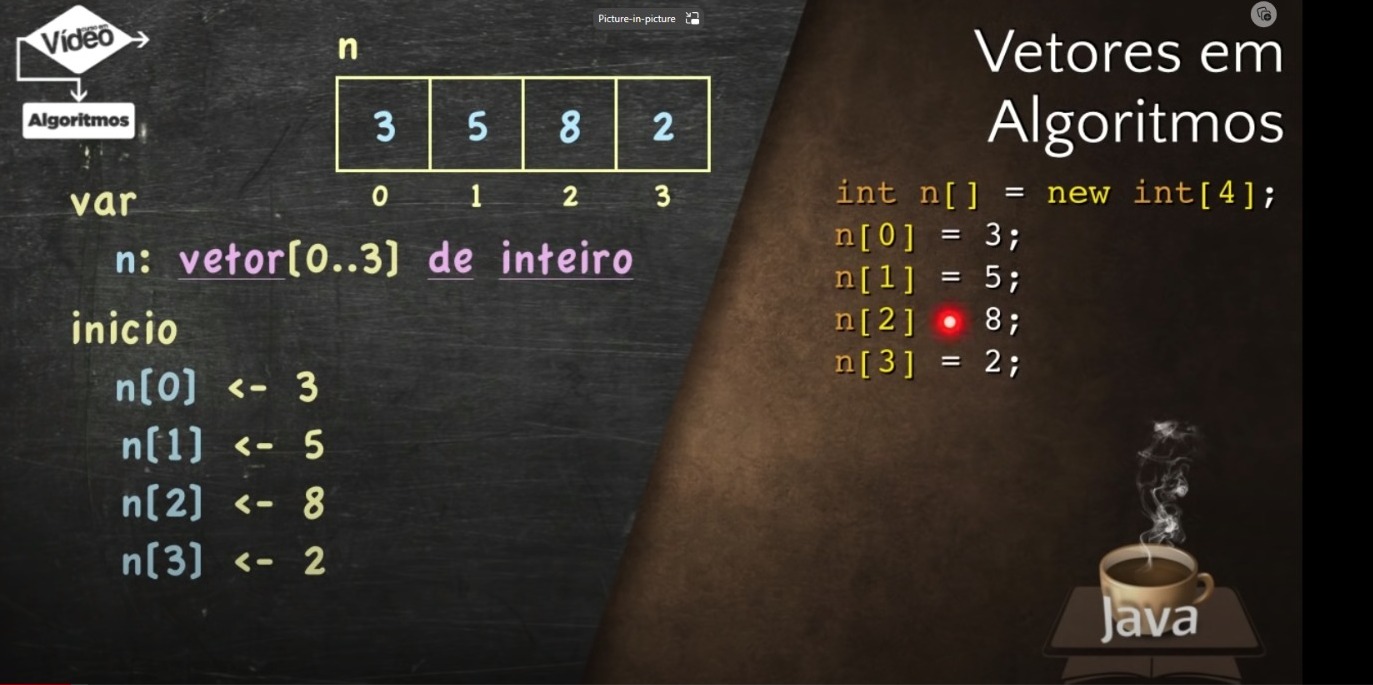 Picture-in-picture
curso em
Vídeo
Algoritmos
n
3 5 8 2
0 1 2 3
var
n: vetor[0..3] de inteiro
inicio
n[0] <- 3
n[1] <- 5
n[2] <- 8
n[3] <- 2
Vetores em
Algoritmos
int n[] = new int[4];
n[0] = 3;
n[1] = 5;
n[2] 8;
n[3] = 2;
Java